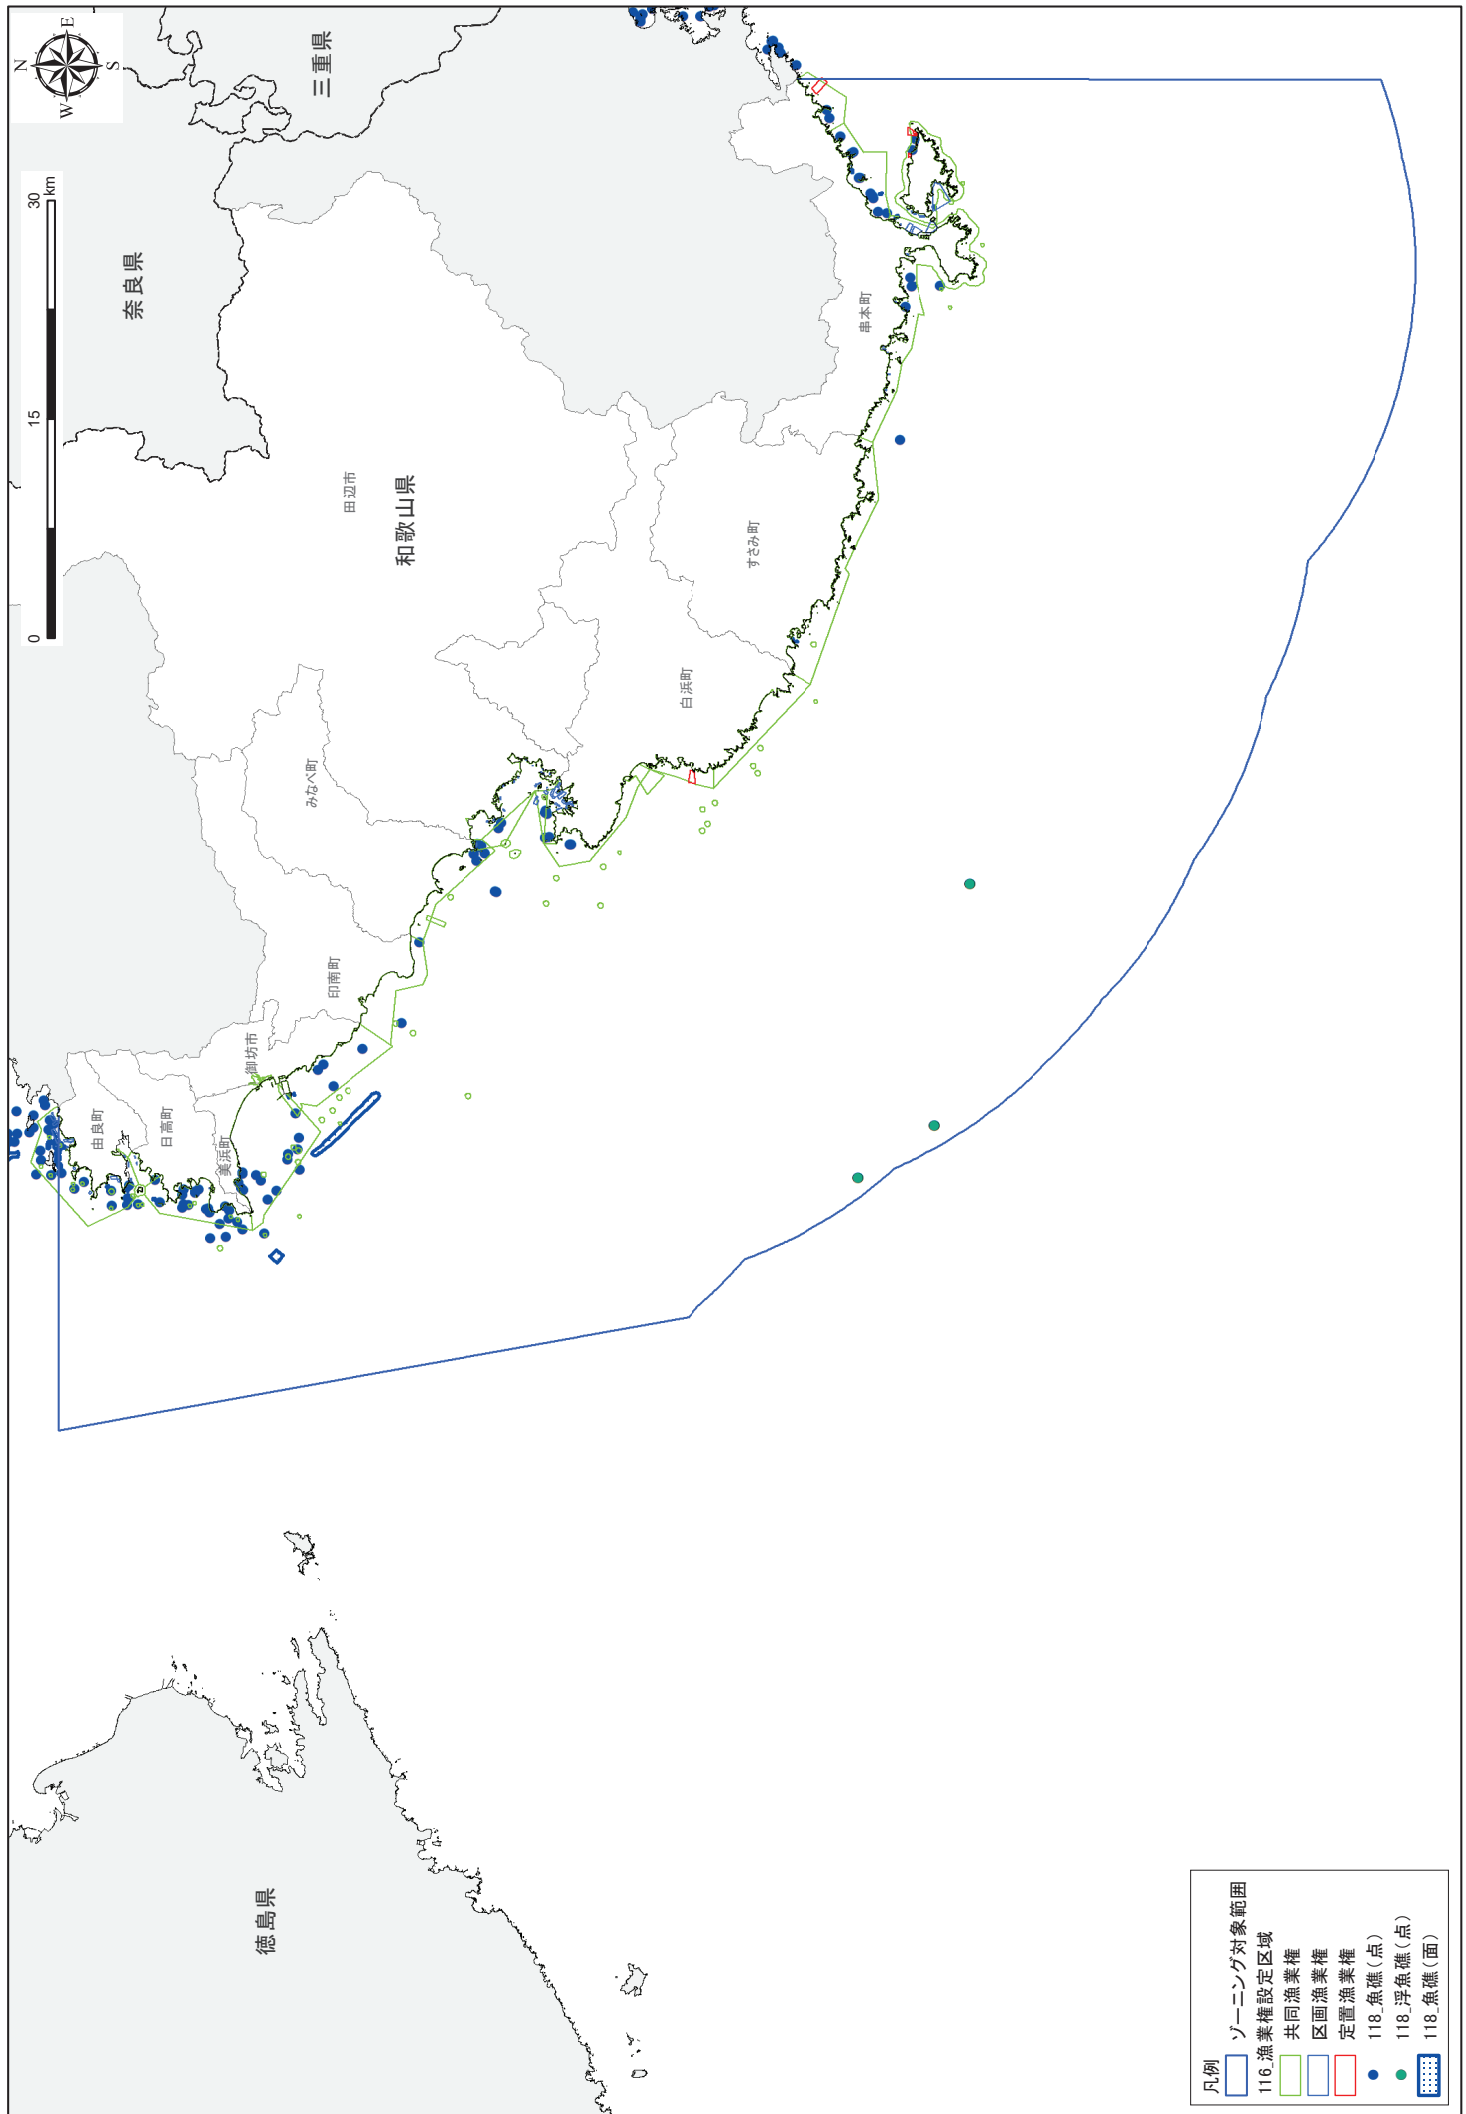 徳島県
奈良県
三重県
和歌山県
田辺市
由良町
日高町
美浜町
御坊市
印南町
みなべ町
白浜町
すさみ町
串本町
0 15 30
km
N
W E
S
凡例
ゾーニング対象範囲
116_漁業権設定区域
共同漁業権
区画漁業権
定置漁業権
118_魚礁(点)
118_浮魚礁(点)
118_魚礁(面)